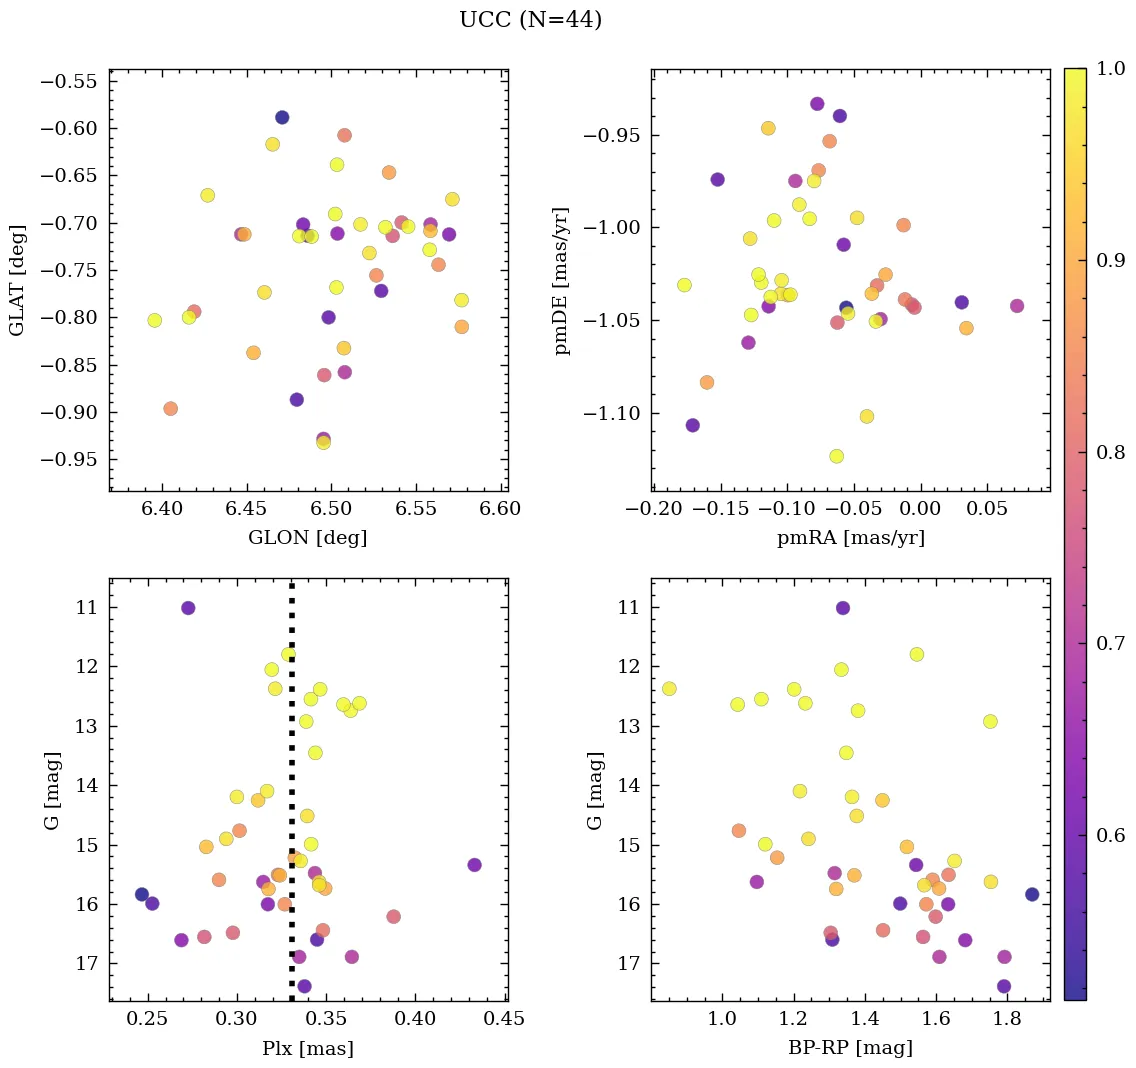 UCC (N=44)
−0.55
−0.60
−0.65
−0.70
−0.75
−0.80
−0.85
−0.90
−0.95
GLAT [deg]
6.40 6.45 6.50 6.55 6.60
GLON [deg]
−0.95
−1.00
−1.05
−1.10
pmDE [mas/yr]
−0.20 −0.15 −0.10 −0.05 0.00 0.05
pmRA [mas/yr]
1.0
0.9
0.8
0.7
0.6
11
12
13
14
15
16
17
G [mag]
0.25 0.30 0.35 0.40 0.45
Plx [mas]
11
12
13
14
15
16
17
G [mag]
1.0 1.2 1.4 1.6 1.8
BP-RP [mag]